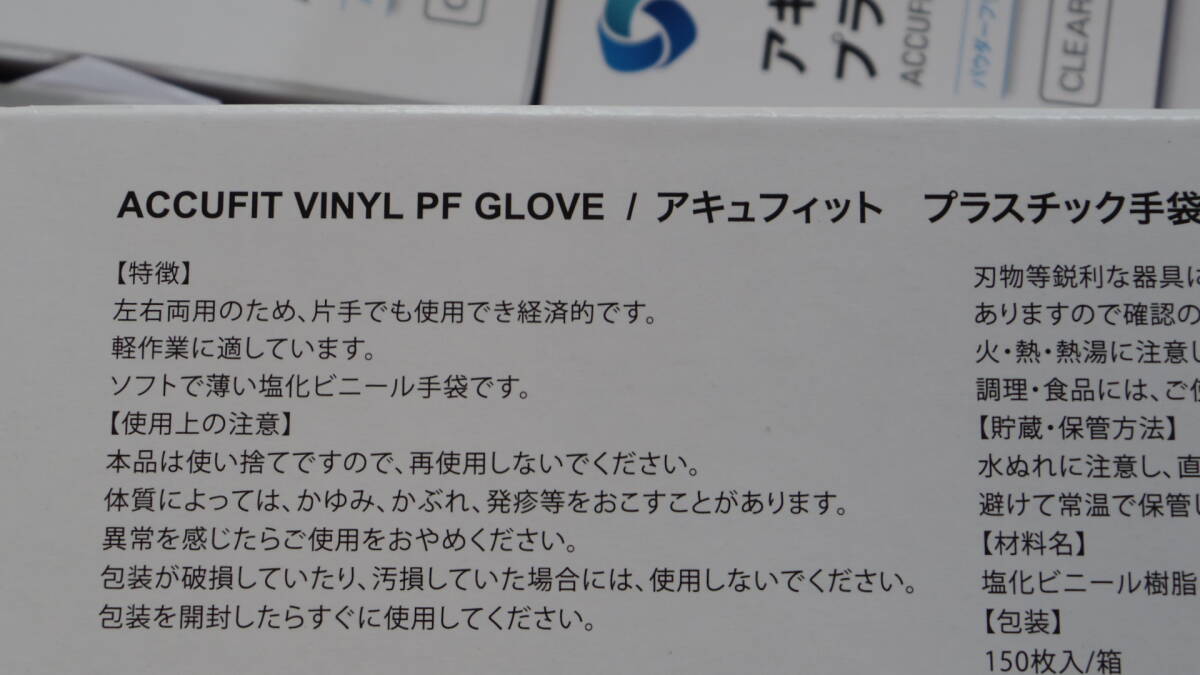 アキ
プラ
ACCUF
パウダーフ
CLEAR
ACCUFIT VINYL PF GLOVE / アキュフィット　プラスチック手袋
【特徴】
左右両用のため、片手でも使用でき経済的です。
軽作業に適しています。
ソフトで薄い塩化ビニール手袋です。
【使用上の注意】
本品は使い捨てですので、再使用しないでください。
体質によっては、かゆみ、かぶれ、発疹等をおこすことがあります。
異常を感じたらご使用をおやめください。
包装が破損していたり、汚損していた場合には、使用しないでください。
包装を開封したらすぐに使用してください。
刃物等鋭利な器具に
ありますので確認の
火・熱・熱湯に注意し
調理・食品には、ご使
【貯蔵・保管方法】
水ぬれに注意し、直
避けて常温で保管し
【材料名】
塩化ビニール樹脂
【包装】
150枚入/箱